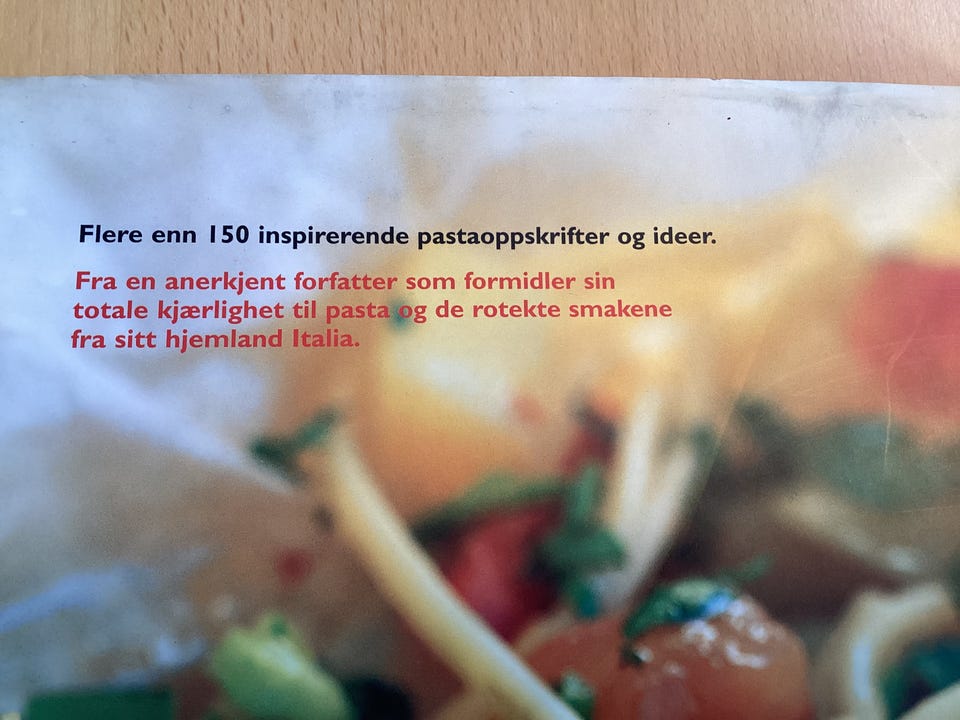 Flere enn 150 inspirerende pastaoppskrifter og ideer.
Fra en anerkjent forfatter som formidler sin
totale kjærlighet til pasta og de rotekte smakene
fra sitt hjemland Italia.